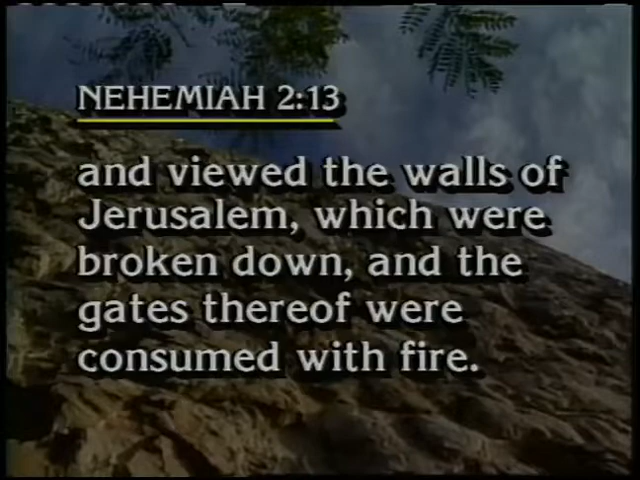 NEHEMIAH 2:13
and viewed the walls of
Jerusalem, which were
broken down, and the
gates thereof were
consumed with fire.